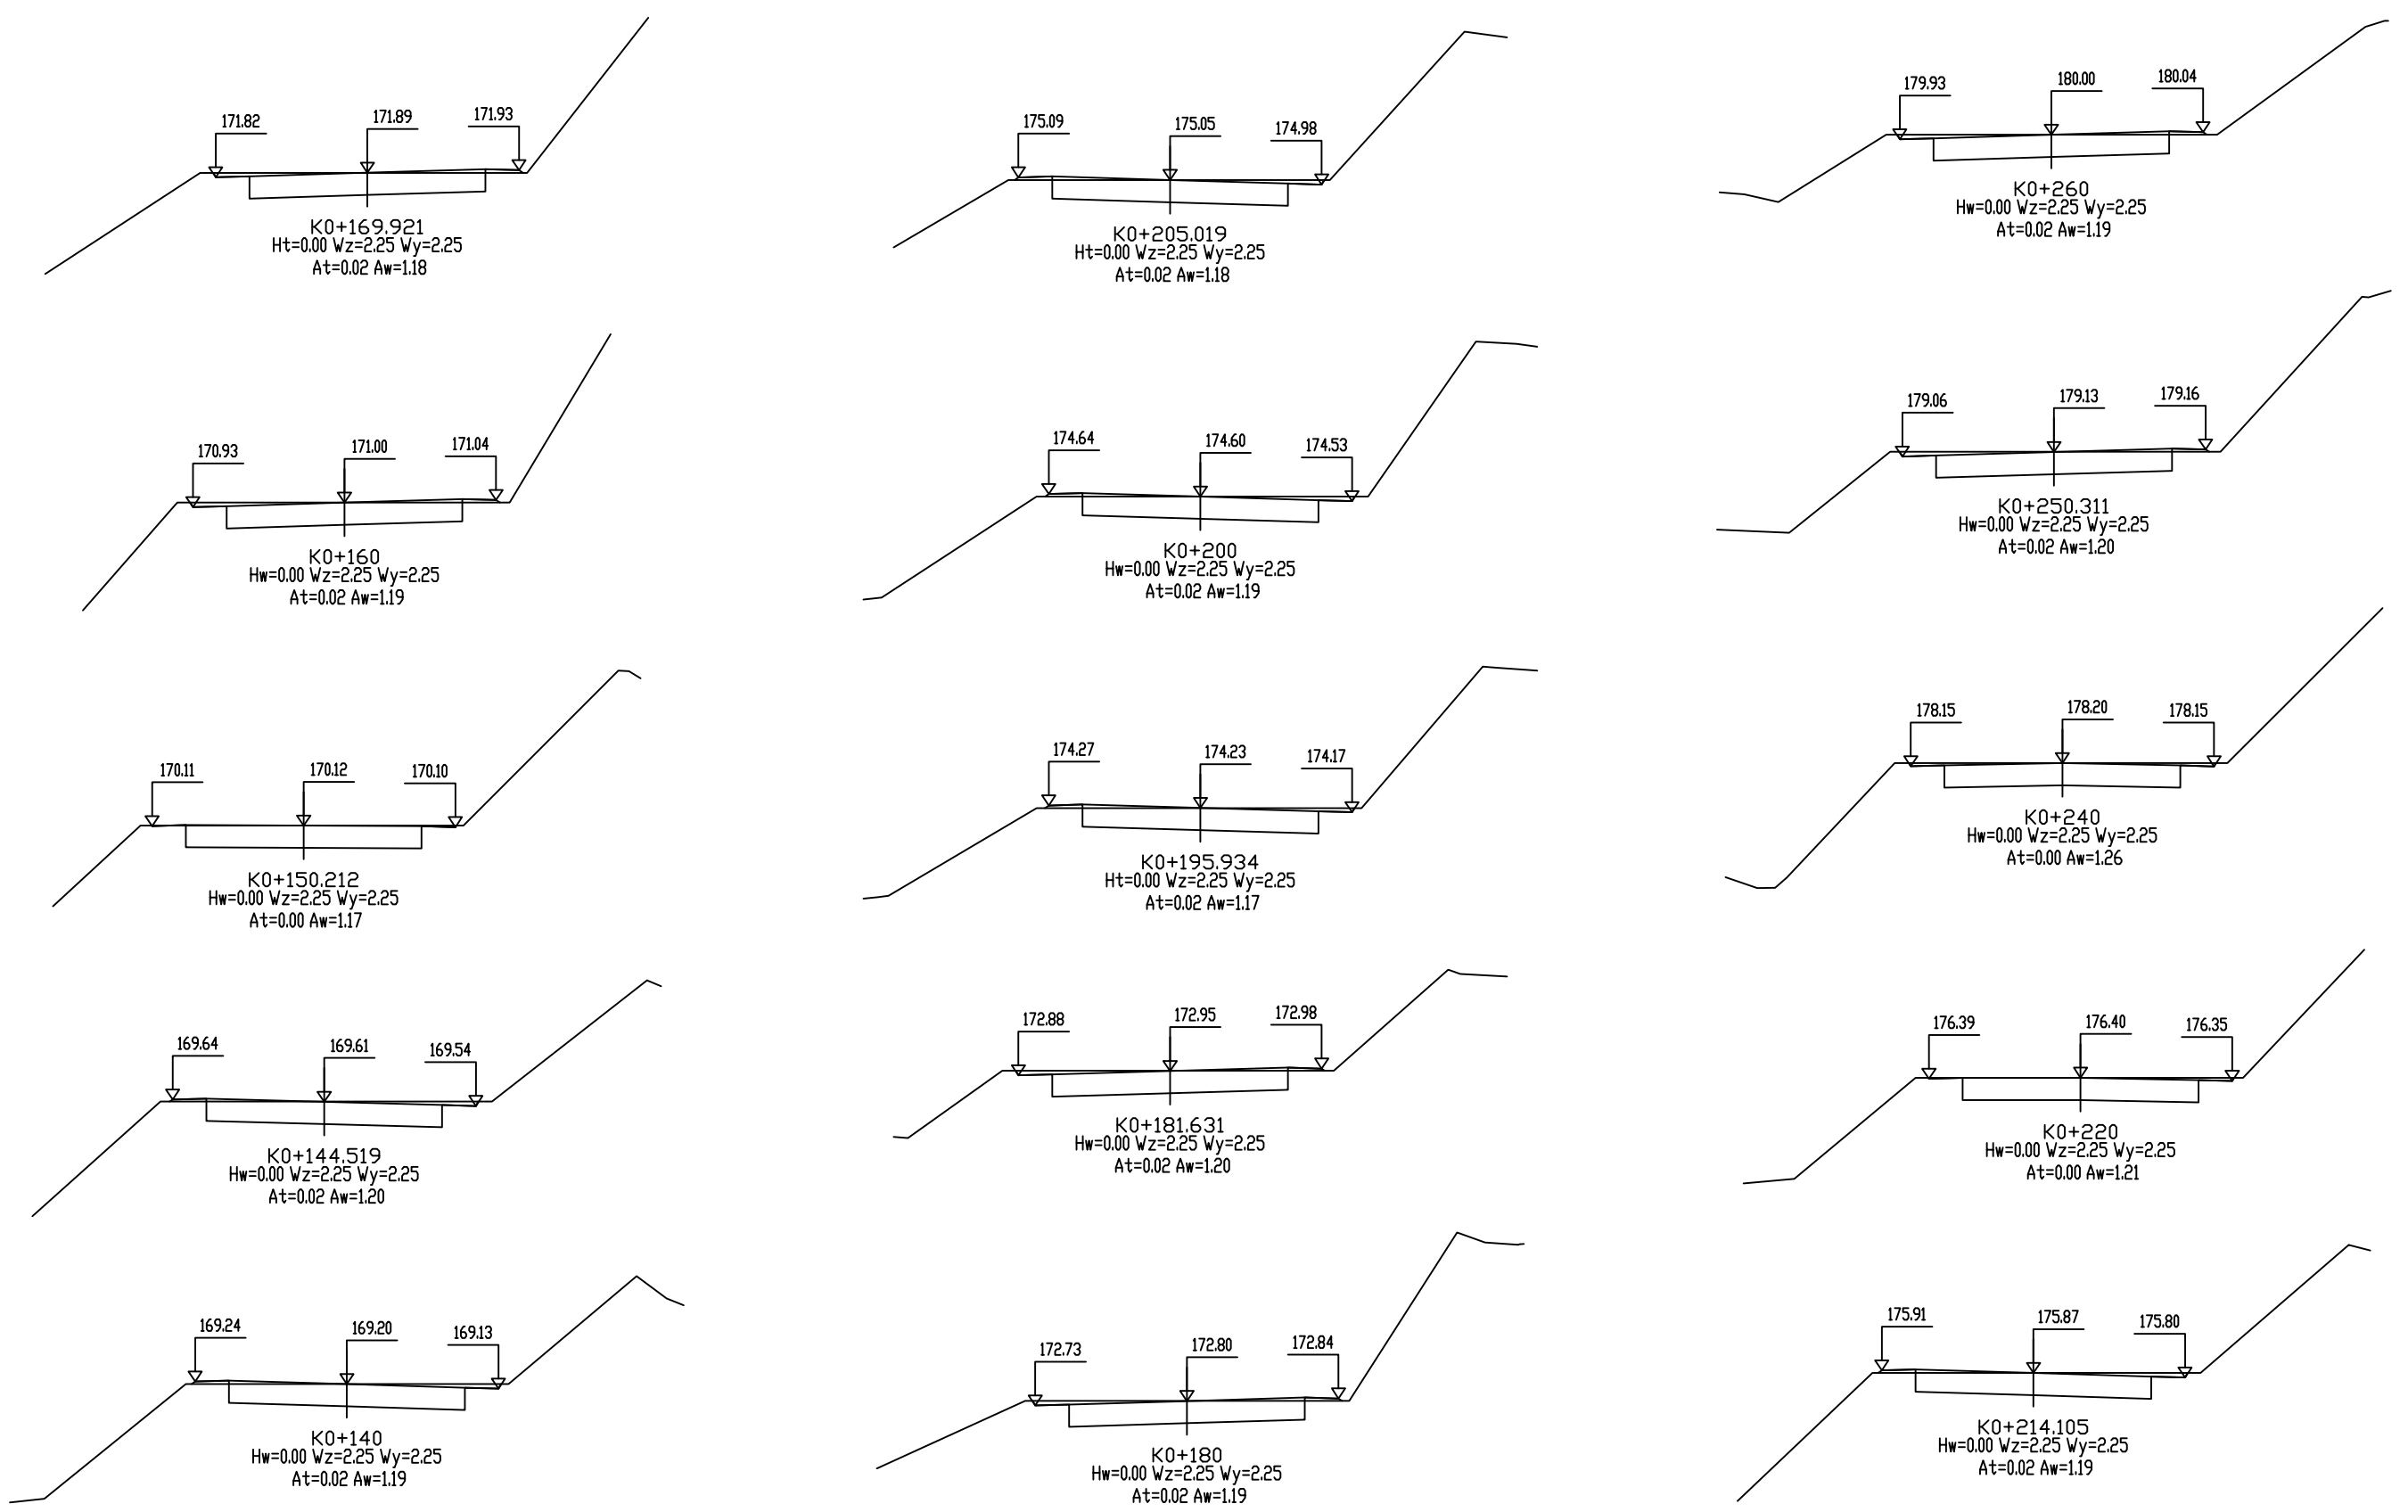 171.82 171.89 171.93
K0+169.921
Ht=0.00 Wz=2.25 Wy=2.25
At=0.02 Aw=1.18
175.09 175.05 174.98
K0+205.019
Ht=0.00 Wz=2.25 Wy=2.25
At=0.02 Aw=1.18
179.93 180.00 180.04
K0+260
Hw=0.00 Wz=2.25 Wy=2.25
At=0.02 Aw=1.19
170.93 171.00 171.04
K0+160
Hw=0.00 Wz=2.25 Wy=2.25
At=0.02 Aw=1.19
174.64 174.60 174.53
K0+200
Hw=0.00 Wz=2.25 Wy=2.25
At=0.02 Aw=1.19
179.06 179.13 179.16
K0+250.311
Hw=0.00 Wz=2.25 Wy=2.25
At=0.02 Aw=1.20
170.11 170.12 170.10
K0+150.212
Hw=0.00 Wz=2.25 Wy=2.25
At=0.00 Aw=1.17
174.27 174.23 174.17
K0+195.934
Ht=0.00 Wz=2.25 Wy=2.25
At=0.02 Aw=1.17
178.15 178.20 178.15
K0+240
Hw=0.00 Wz=2.25 Wy=2.25
At=0.00 Aw=1.26
169.64 169.61 169.54
K0+144.519
Hw=0.00 Wz=2.25 Wy=2.25
At=0.02 Aw=1.20
172.88 172.95 172.98
K0+181.631
Hw=0.00 Wz=2.25 Wy=2.25
At=0.02 Aw=1.20
176.39 176.40 176.35
K0+220
Hw=0.00 Wz=2.25 Wy=2.25
At=0.00 Aw=1.21
169.24 169.20 169.13
K0+140
Hw=0.00 Wz=2.25 Wy=2.25
At=0.02 Aw=1.19
172.73 172.80 172.84
K0+180
Hw=0.00 Wz=2.25 Wy=2.25
At=0.02 Aw=1.19
175.91 175.87 175.80
K0+214.105
Hw=0.00 Wz=2.25 Wy=2.25
At=0.02 Aw=1.19